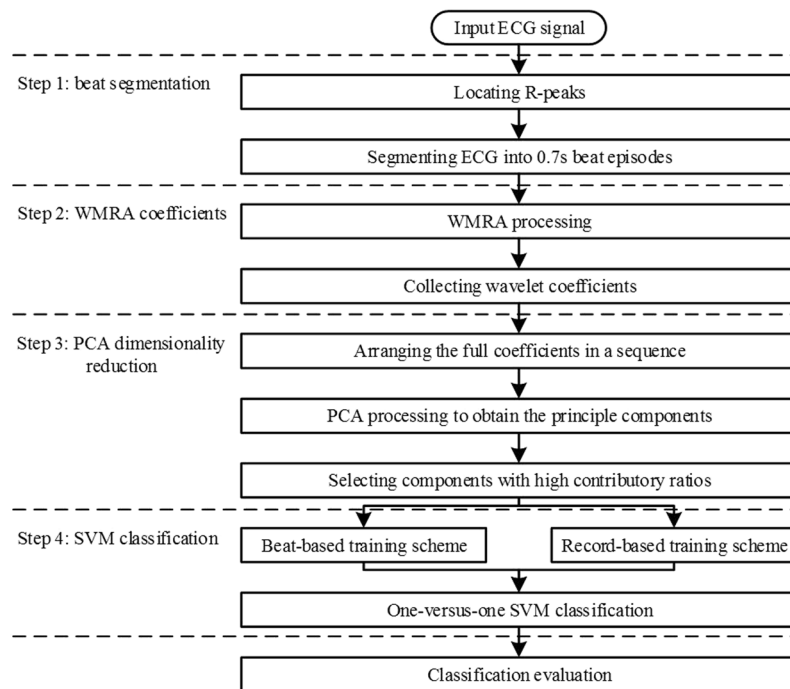 Input ECG signal
Step 1: beat segmentation
Locating R-peaks
Segmenting ECG into 0.7s beat episodes
Step 2: WMRA coefficients
WMRA processing
Collecting wavelet coefficients
Step 3: PCA dimensionality
reduction
Arranging the full coefficients in a sequence
PCA processing to obtain the principle components
Selecting components with high contributory ratios
Step 4: SVM classification
Beat-based training scheme
Record-based training scheme
One-versus-one SVM classification
Classification evaluation